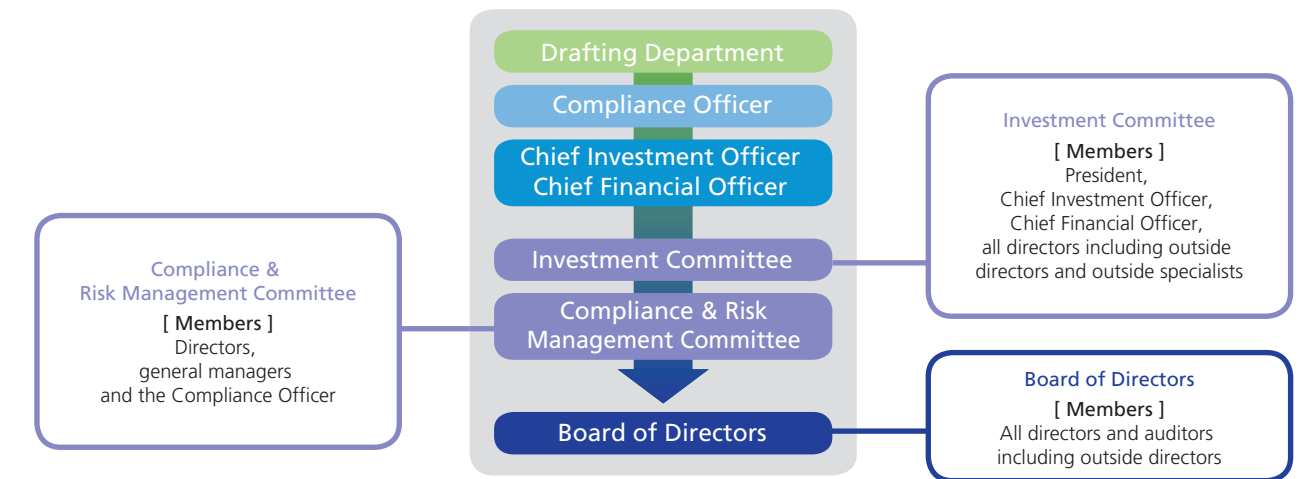 Drafting Department
Compliance Officer
Chief Investment Officer
Chief Financial Officer
Investment Committee
Compliance & Risk
Management Committee
Board of Directors
Compliance &
Risk Management Committee
[ Members ]
Directors,
general managers
and the Compliance Officer
Investment Committee
[ Members ]
President,
Chief Investment Officer,
Chief Financial Officer,
all directors including outside
directors and outside specialists
Board of Directors
[ Members ]
All directors and auditors
including outside directors